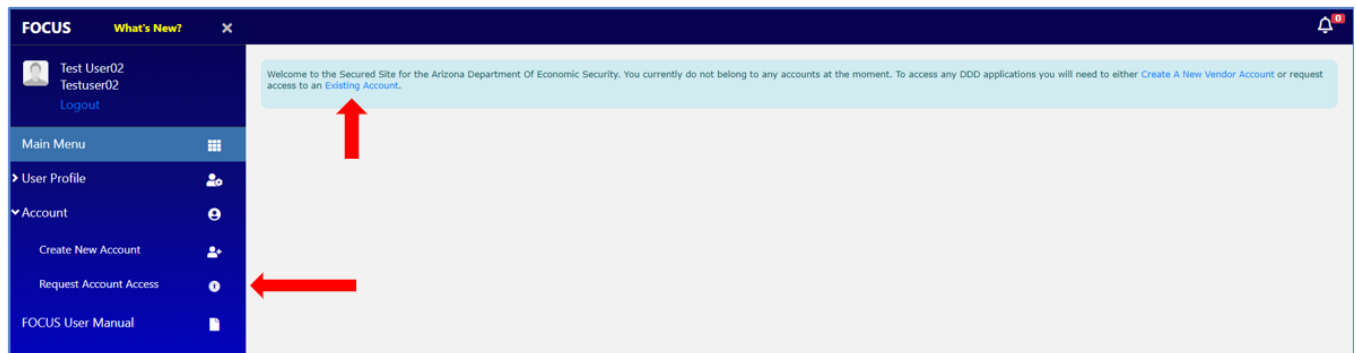 FOCUS What's New? ×
0
Test User02
Testuser02
Logout
Welcome to the Secured Site for the Arizona Department Of Economic Security. You currently do not belong to any accounts at the moment. To access any DDD applications you will need to either Create A New Vendor Account or request
access to an Existing Account.
Main Menu
User Profile
Account
Create New Account
Request Account Access
FOCUS User Manual